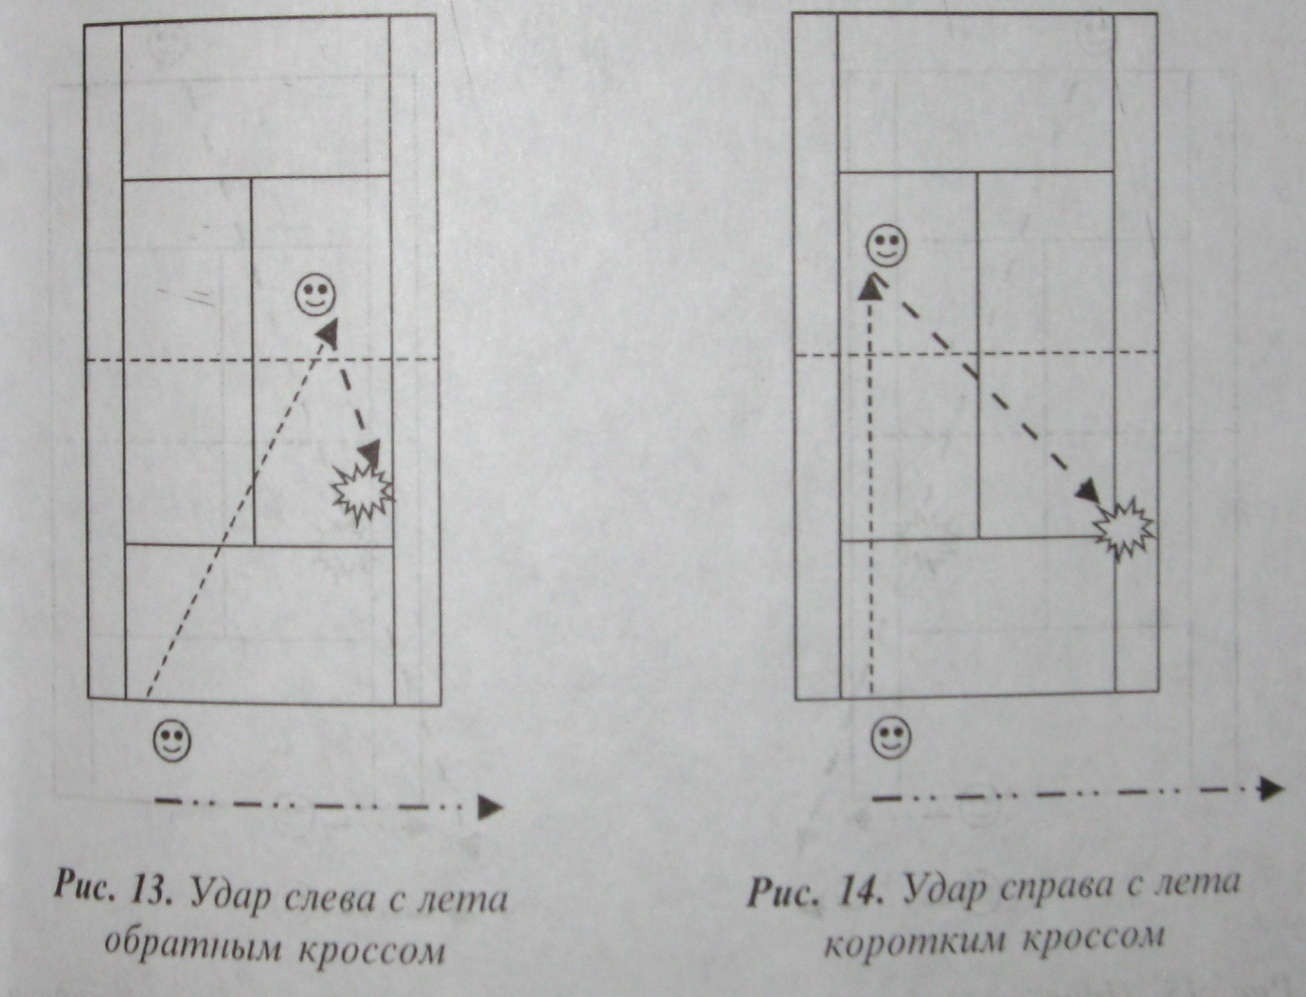 Рис. 13. Удар слева с лета
обратным кроссом
Рис. 14. Удар справа с лета
коротким кроссом